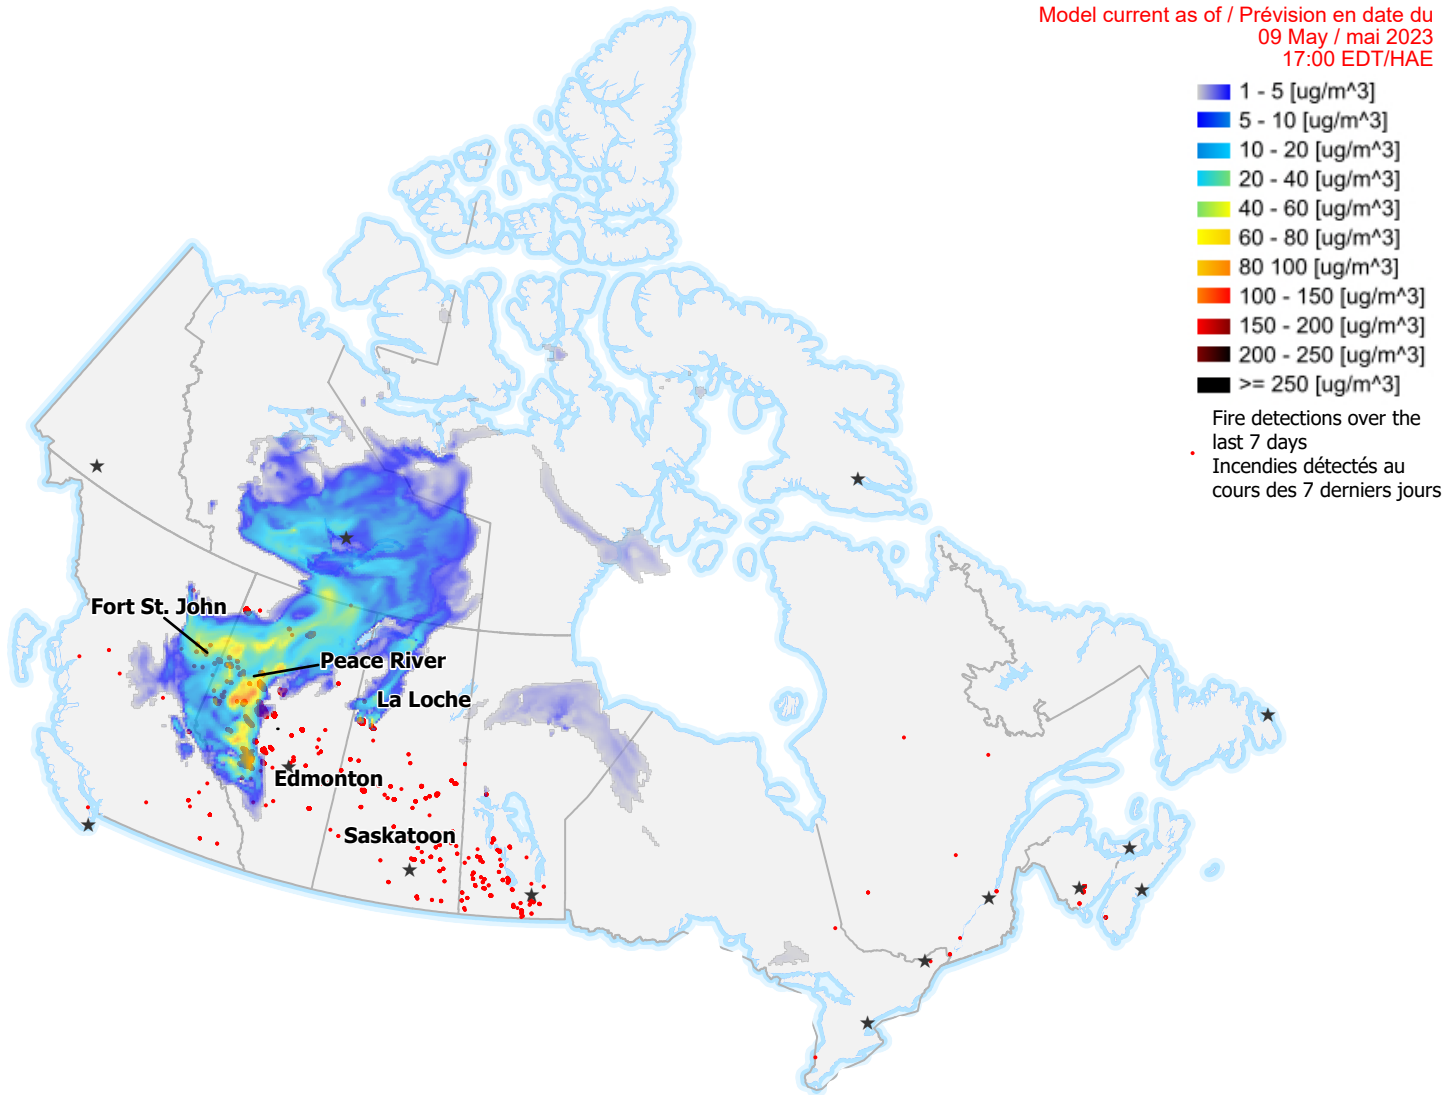 Model current as of / Prévision en date du
09 May / mai 2023
17:00 EDT/HAE
1 - 5 [ug/m^3]
5 - 10 [ug/m^3]
10 - 20 [ug/m^3]
20 - 40 [ug/m^3]
40 - 60 [ug/m^3]
60 - 80 [ug/m^3]
80 100 [ug/m^3]
100 - 150 [ug/m^3]
150 - 200 [ug/m^3]
200 - 250 [ug/m^3]
>= 250 [ug/m^3]
Fire detections over the
last 7 days
Incendies détectés au
cours des 7 derniers jours
Fort St. John
Peace River
La Loche
Edmonton
Saskatoon